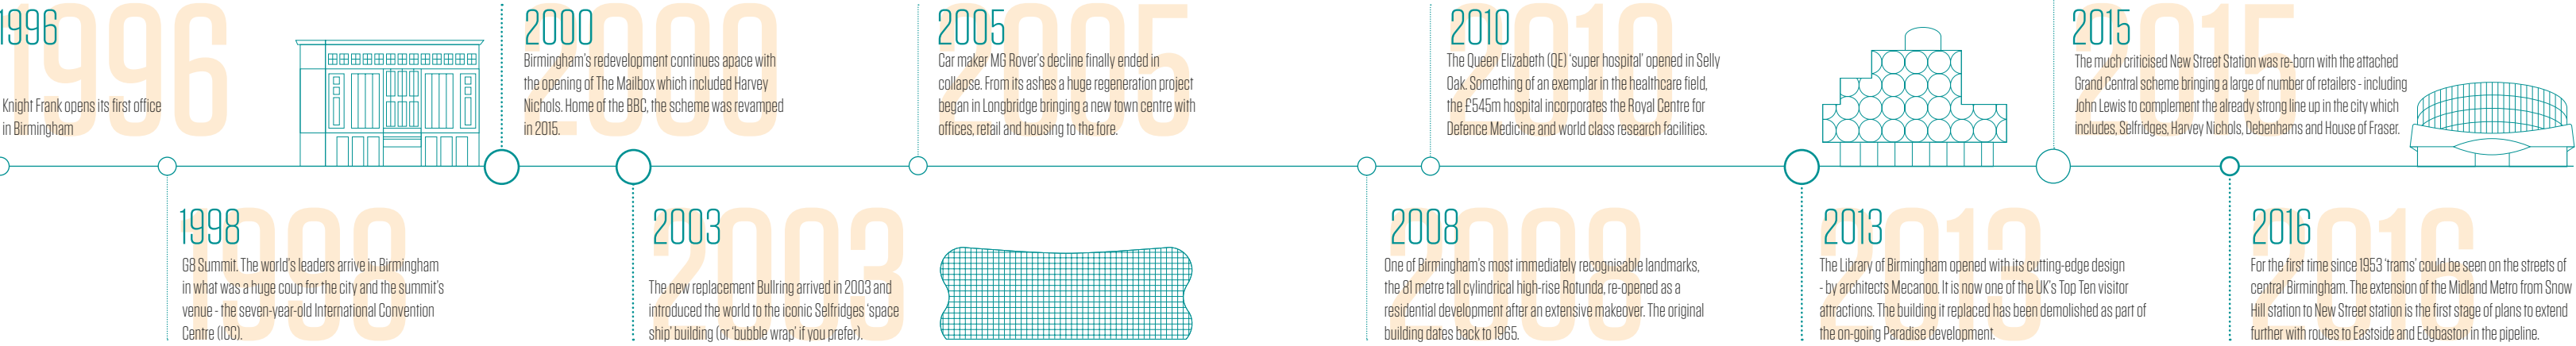 1996
Knight Frank opens its first office
in Birmingham
1998
G8 Summit. The world's leaders arrive in Birmingham
in what was a huge coup for the city and the summit's
venue - the seven-year-old International Convention
Centre (ICC).
2000
Birmingham's redevelopment continues apace with
the opening of The Mailbox which included Harvey
Nichols. Home of the BBC, the scheme was revamped
in 2015.
2003
The new replacement Bullring arrived in 2003 and
introduced the world to the iconic Selfridges 'space
ship' building (or 'bubble wrap' if you prefer).
2005
Car maker MG Rover's decline finally ended in
collapse. From its ashes a huge regeneration project
began in Longbridge bringing a new town centre with
offices, retail and housing to the fore.
2008
One of Birmingham's most immediately recognisable landmarks,
the 81 metre tall cylindrical high-rise Rotunda, re-opened as a
residential development after an extensive makeover. The original
building dates back to 1965.
2010
The Queen Elizabeth (QE) 'super hospital' opened in Selly
Oak. Something of an exemplar in the healthcare field,
the £545m hospital incorporates the Royal Centre for
Defence Medicine and world class research facilities.
2013
The Library of Birmingham opened with its cutting-edge design
- by architects Mecanoo. It is now one of the UK's Top Ten visitor
attractions. The building it replaced has been demolished as part of
the on-going Paradise development.
2015
The much criticised New Street Station was re-born with the attached
Grand Central scheme bringing a large of number of retailers - including
John Lewis to complement the already strong line up in the city which
includes, Selfridges, Harvey Nichols, Debenhams and House of Fraser.
2016
For the first time since 1953 'trams' could be seen on the streets of
central Birmingham. The extension of the Midland Metro from Snow
Hill station to New Street station is the first stage of plans to extend
further with routes to Eastside and Edgbaston in the pipeline.